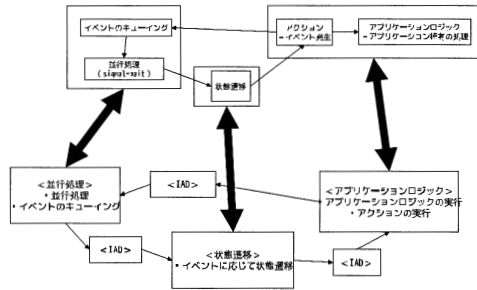 イベントのキューイング
並行処理
(signal-wait)
状態遷移
アクション
－イベント発生
アプリケーションロジック
－アプリケーション特有の処理
<並行処理>
・並行処理
・イベントのキューイング
<IAD>
<アプリケーションロジック>
アプリケーションロジックの実行
・アクションの実行
<IAD>
<状態遷移>
・イベントに応じて状態遷移
<IAD>